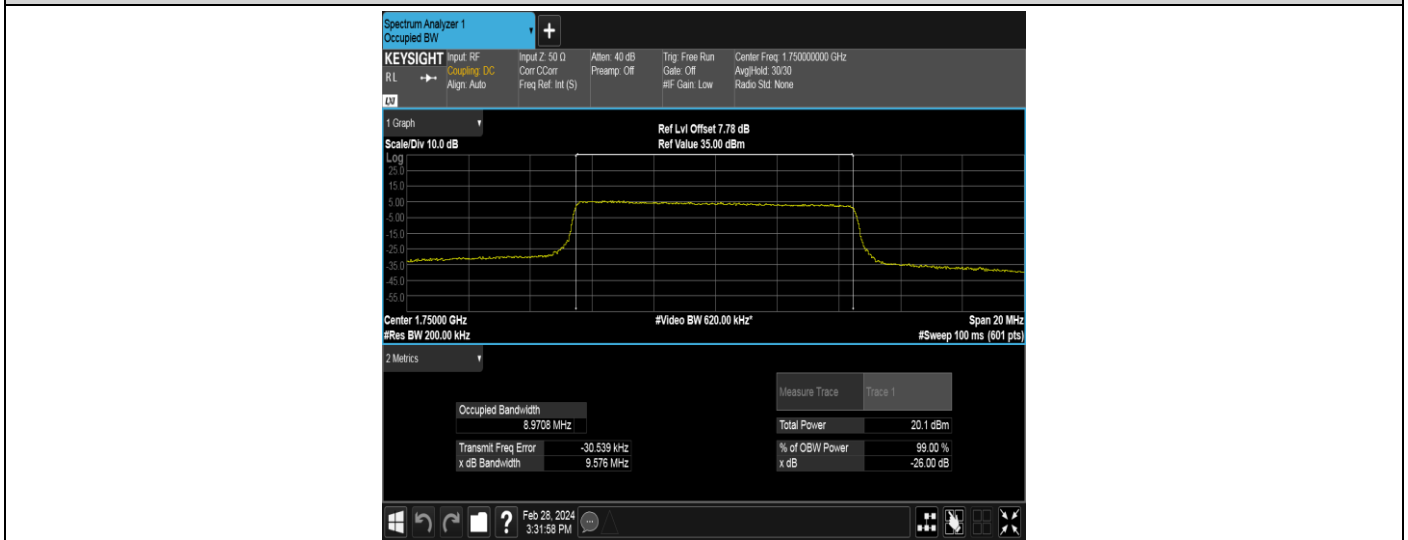 Spectrum Analyzer 1
Occupied BW
+
KEYSIGHT Input: RF Input Z: 50 Ω Atten: 40 dB Trig: Free Run Center Freq: 1.750000000 GHz
RL Coupling: DC Corr CCorr Preamp: Off Gate: Off Avg|Hold: 30/30
Align: Auto Freq Ref: Int (S) #IF Gain: Low Radio Std: None
LXI
1 Graph
Ref Lvl Offset 7.78 dB
Scale/Div 10.0 dB Ref Value 35.00 dBm
Log
25.0
15.0
5.00
-5.00
-15.0
-25.0
-35.0
-45.0
-55.0
Center 1.75000 GHz #Video BW 620.00 kHz* Span 20 MHz
#Res BW 200.00 kHz #Sweep 100 ms (601 pts)
2 Metrics
Measure Trace Trace 1
Occupied Bandwidth
8.9708 MHz Total Power 20.1 dBm
Transmit Freq Error -30.539 kHz % of OBW Power 99.00 %
x dB Bandwidth 9.576 MHz x dB -26.00 dB
? Feb 28, 2024
3:31:58 PM